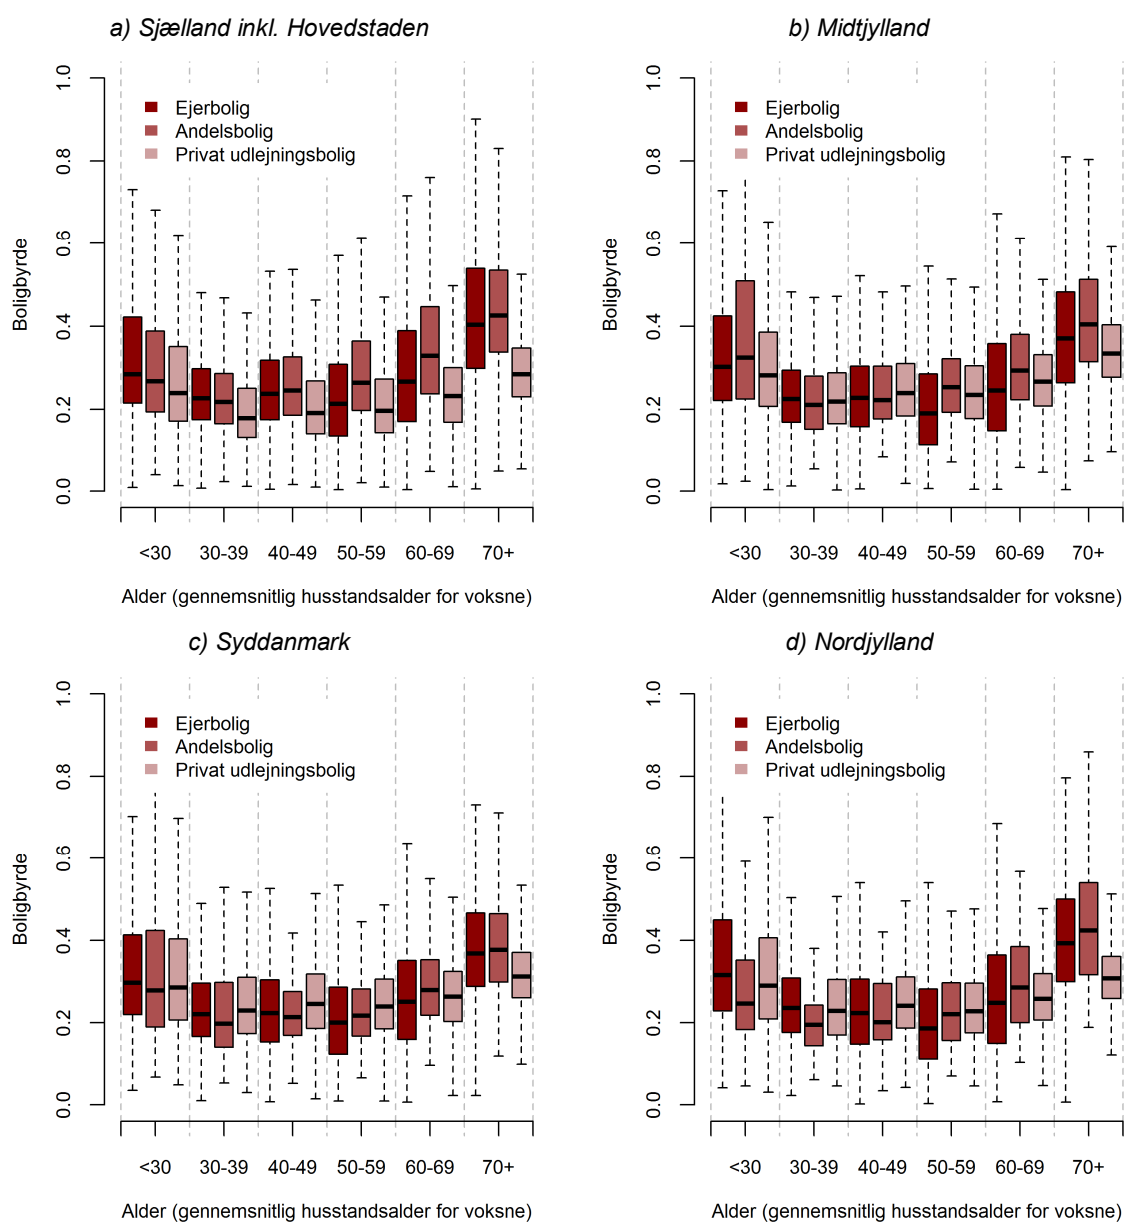 a) Sjælland inkl. Hovedstaden
1.0
0.8
0.6
0.4
0.2
0.0
Boligbyrde
Ejerbolig
Andelsbolig
Privat udlejningsbolig
<30 30-39 40-49 50-59 60-69 70+
Alder (gennemsnitlig husstandsalder for voksne)
b) Midtjylland
1.0
0.8
0.6
0.4
0.2
0.0
Boligbyrde
Ejerbolig
Andelsbolig
Privat udlejningsbolig
<30 30-39 40-49 50-59 60-69 70+
Alder (gennemsnitlig husstandsalder for voksne)
c) Syddanmark
1.0
0.8
0.6
0.4
0.2
0.0
Boligbyrde
Ejerbolig
Andelsbolig
Privat udlejningsbolig
<30 30-39 40-49 50-59 60-69 70+
Alder (gennemsnitlig husstandsalder for voksne)
d) Nordjylland
1.0
0.8
0.6
0.4
0.2
0.0
Boligbyrde
Ejerbolig
Andelsbolig
Privat udlejningsbolig
<30 30-39 40-49 50-59 60-69 70+
Alder (gennemsnitlig husstandsalder for voksne)